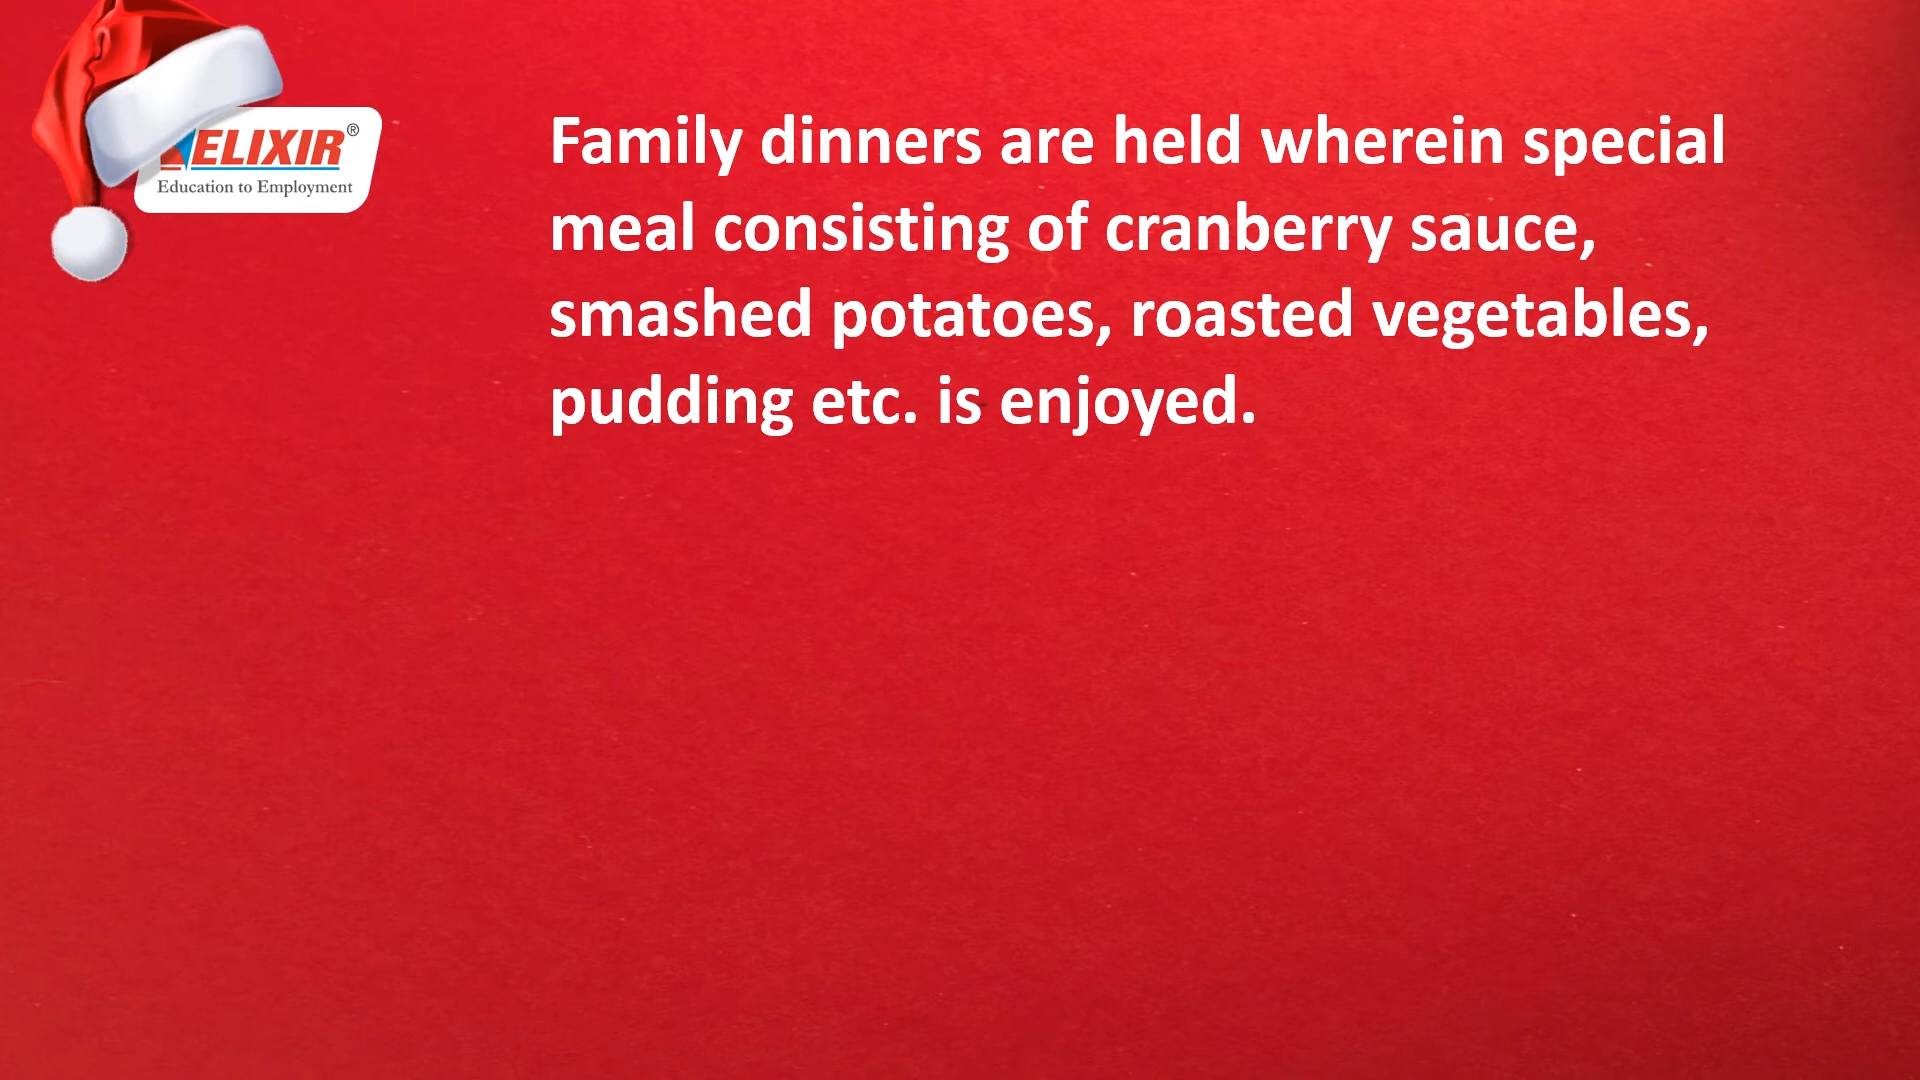 ELIXIR®
Education to Employment
Family dinners are held wherein special
meal consisting of cranberry sauce,
smashed potatoes, roasted vegetables,
pudding etc. is enjoyed.